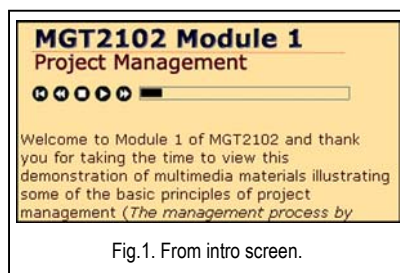 MGT2102 Module 1
Project Management
Welcome to Module 1 of MGT2102 and thank
you for taking the time to view this
demonstration of multimedia materials illustrating
some of the basic principles of project
management (The management process by
Fig.1. From intro screen.